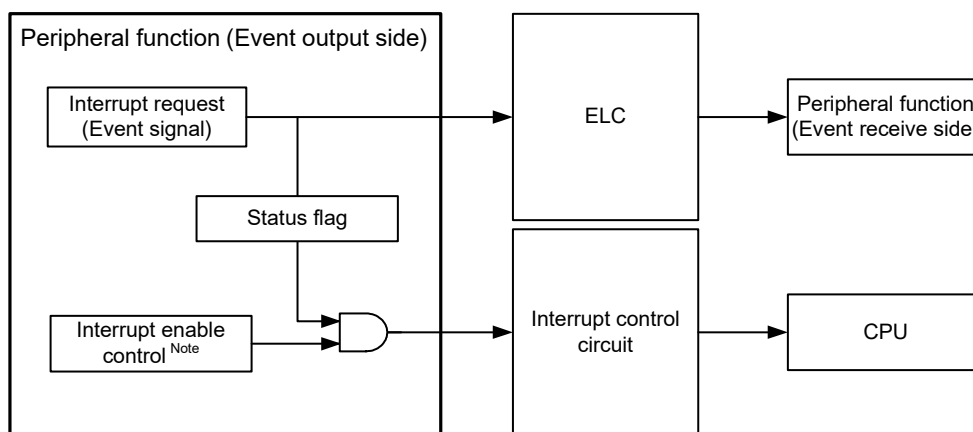 Peripheral function (Event output side)
Interrupt request
(Event signal)
ELC
Peripheral function
(Event receive side
Status flag
Interrupt enable
control Note
Interrupt control
circuit
CPU